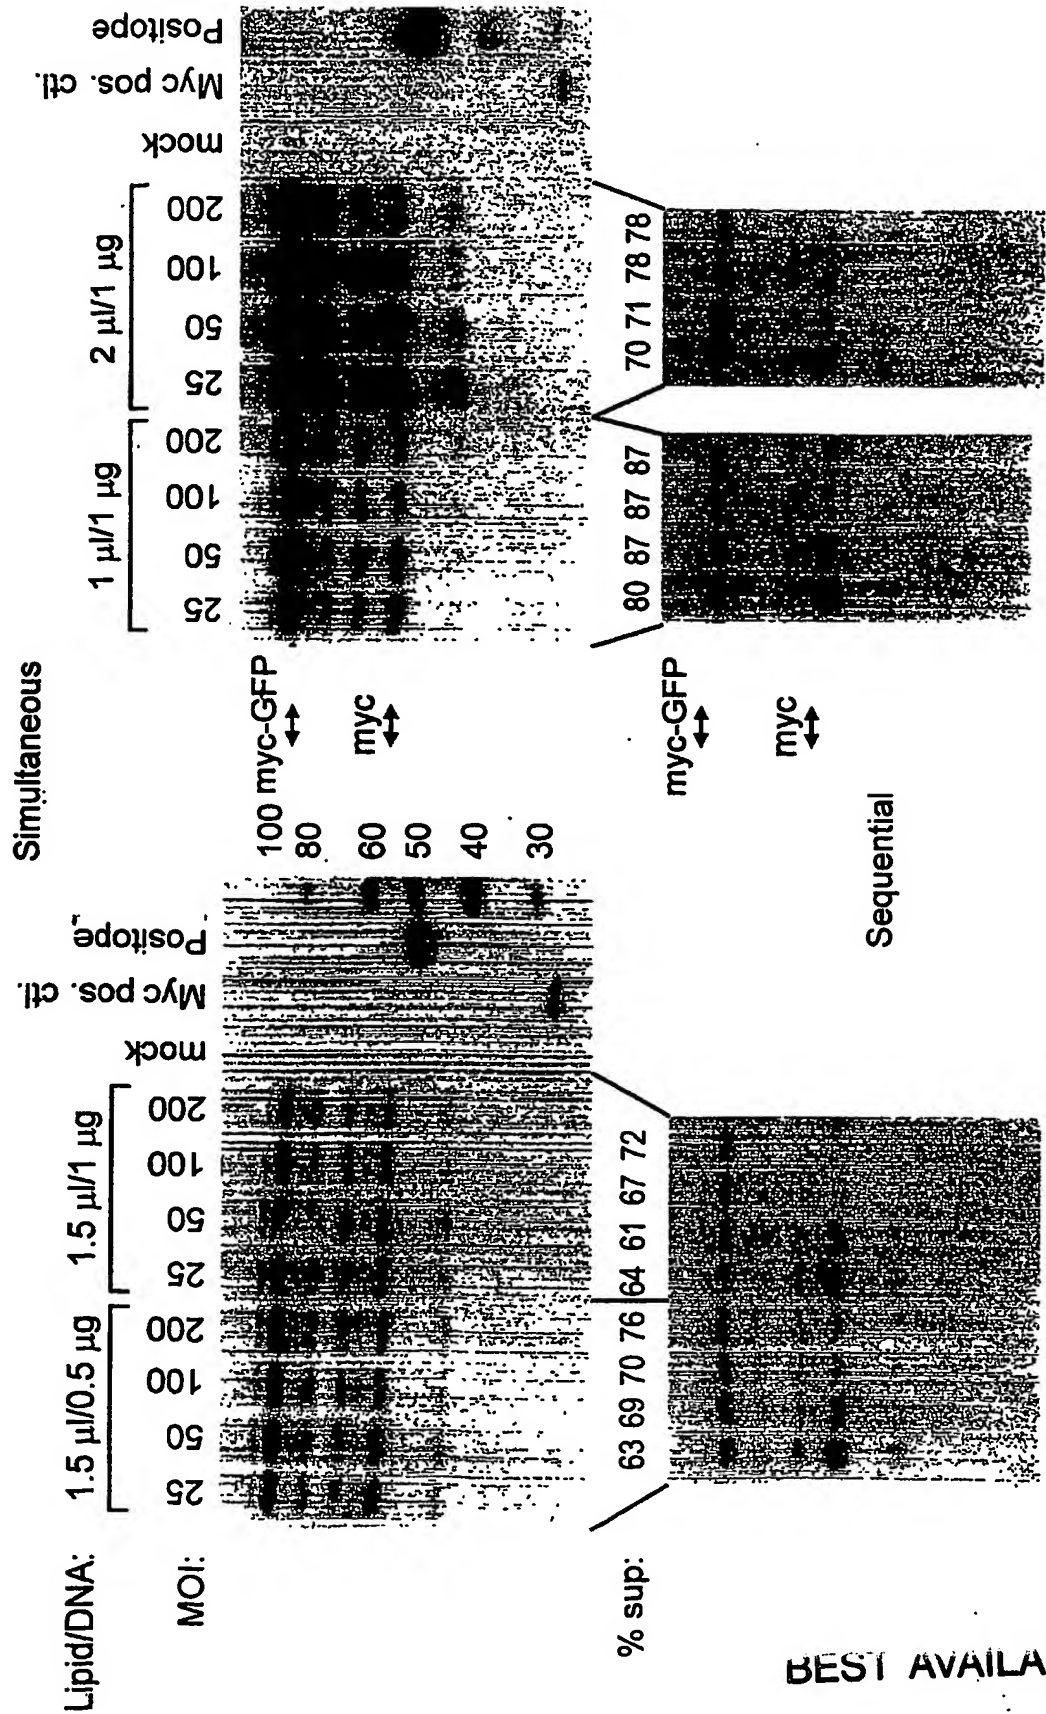 Simultaneous
Lipid/DNA: 1.5 µl/0.5 µg 1.5 µl/1 µg 1 µl/1 µg 2 µl/1 µg
MOI: 25 50 100 200 25 50 100 200 mock Myc pos. ctl. Positope 25 50 100 200 25 50 100 200 mock Myc pos. ctl. Positope
100 myc-GFP
80
60 myc
50
40
30
% sup: 63 69 70 76 64 61 67 72 80 87 87 87 70 71 78 78
myc-GFP
myc
Sequential
BEST AVAILA